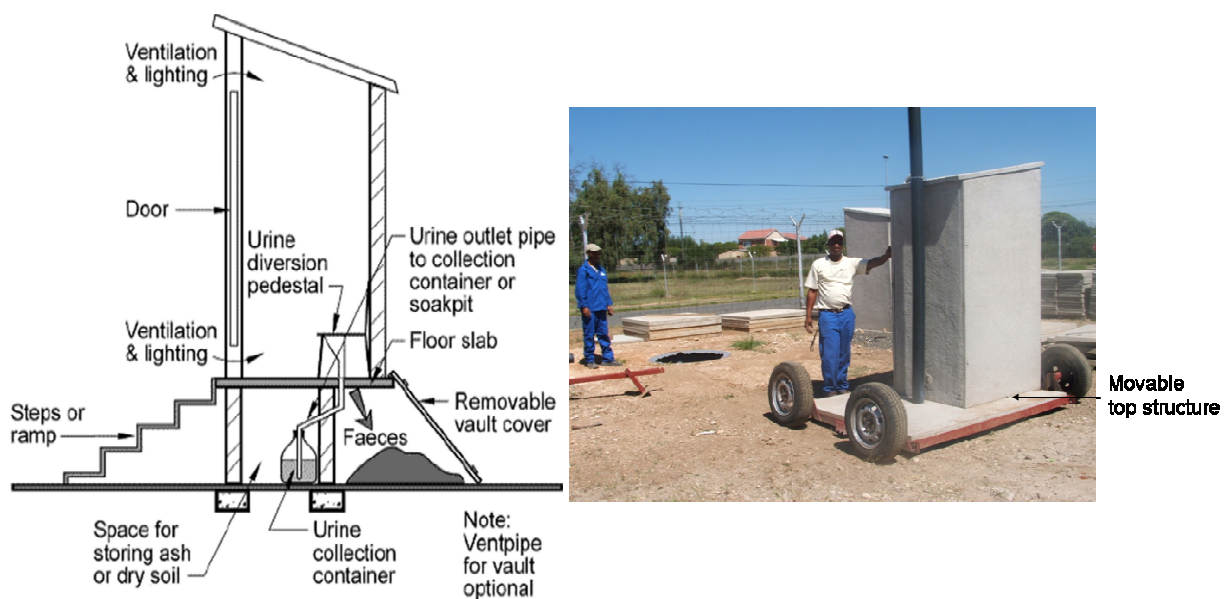 Ventilation
& lighting
Door
Urine
diversion
pedestal
Urine outlet pipe
to collection
container or
soakpit
Ventilation
& lighting
Floor slab
Steps or
ramp
Removable
vault cover
Faeces
Space for
storing ash
or dry soil
Urine
collection
container
Note:
Ventpipe
for vault
optional
Movable
top structure